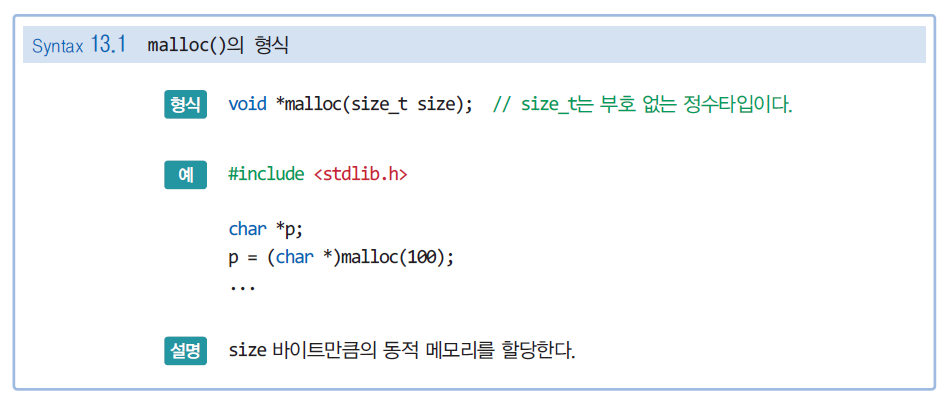 Syntax 13.1 malloc()의 형식
형식 void *malloc(size_t size); // size_t는 부호 없는 정수타입이다.
예 #include <stdlib.h>
char *p;
p = (char *)malloc(100);
...
설명 size 바이트만큼의 동적 메모리를 할당한다.